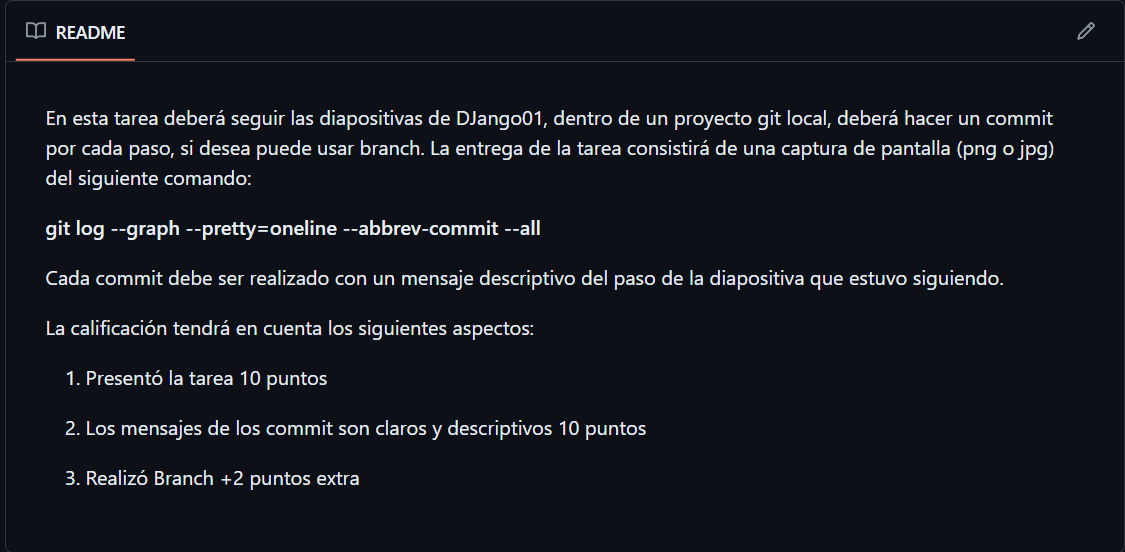 README
En esta tarea deberá seguir las diapositivas de DJango01, dentro de un proyecto git local, deberá hacer un commit
por cada paso, si desea puede usar branch. La entrega de la tarea consistirá de una captura de pantalla (png o jpg)
del siguiente comando:
git log --graph --pretty=oneline --abbrev-commit --all
Cada commit debe ser realizado con un mensaje descriptivo del paso de la diapositiva que estuvo siguiendo.
La calificación tendrá en cuenta los siguientes aspectos:
1. Presentó la tarea 10 puntos
2. Los mensajes de los commit son claros y descriptivos 10 puntos
3. Realizó Branch +2 puntos extra